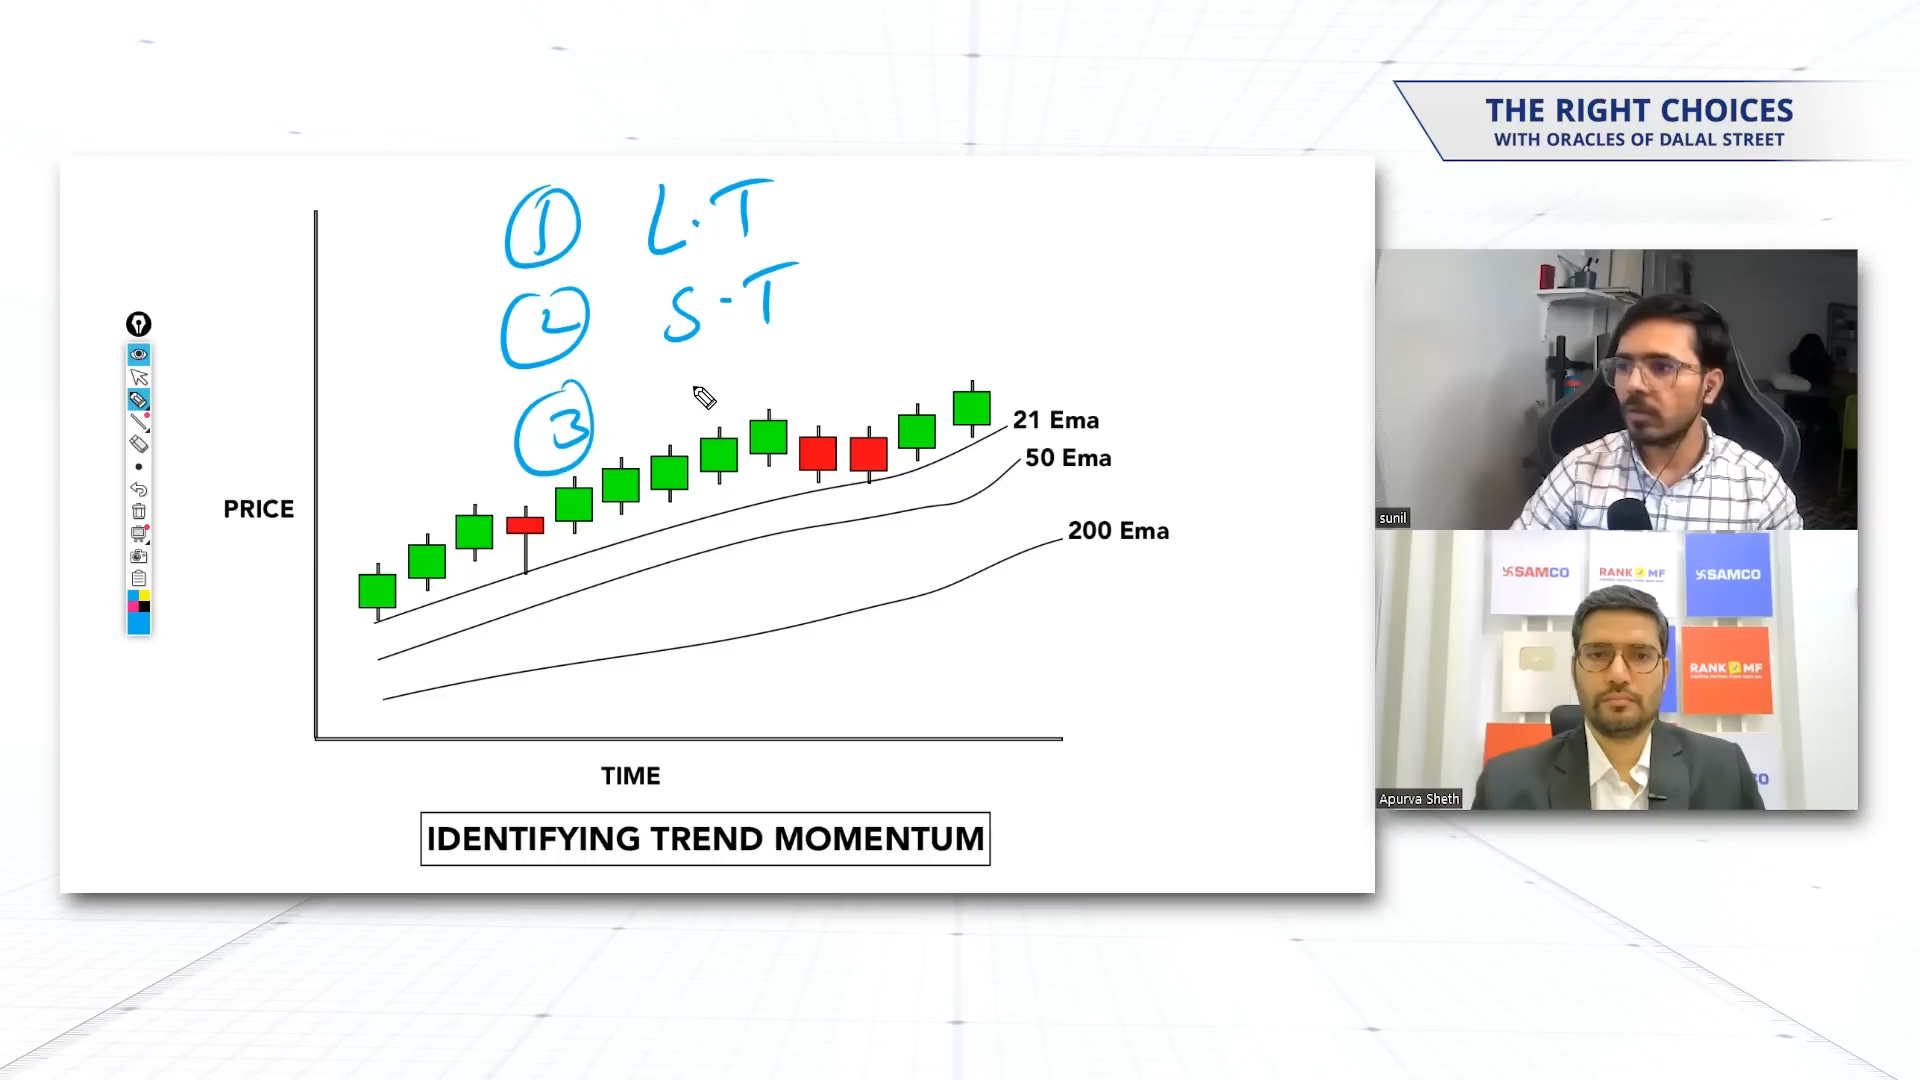 THE RIGHT CHOICES
WITH ORACLES OF DALAL STREET
1 L.T
2 S-T
3
21 Ema
50 Ema
200 Ema
PRICE
TIME
IDENTIFYING TREND MOMENTUM
sunil
SAMCO
RANK MF
SAMCO
RANK MF
Apurva Sheth